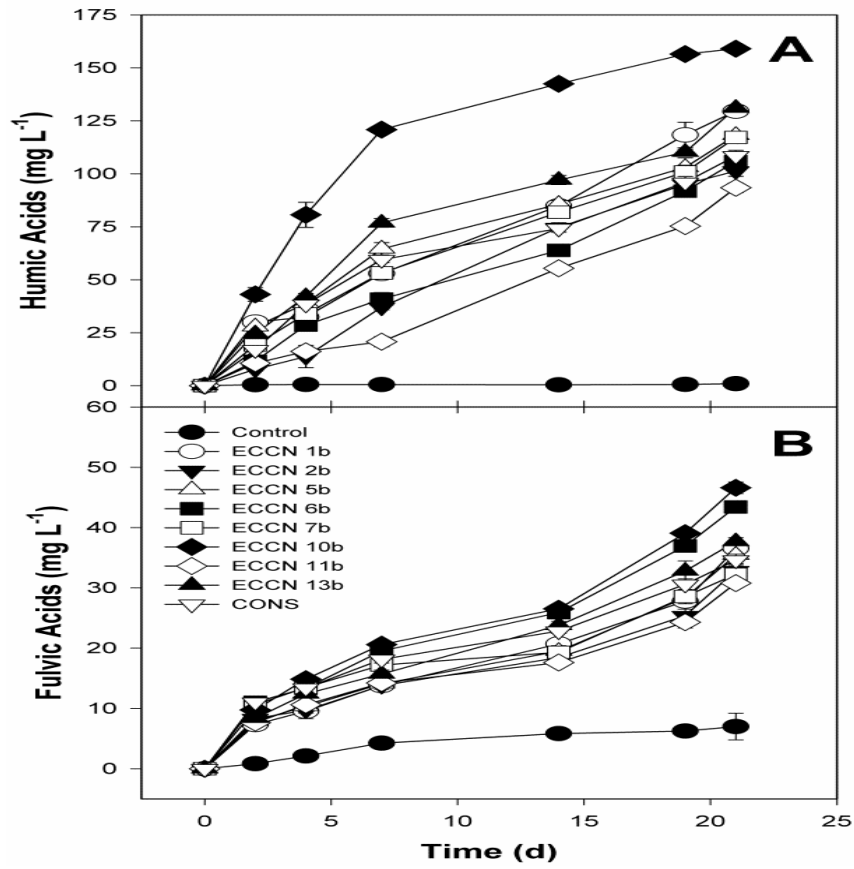 175
150
125
100
75
50
25
0
Humic Acids (mg L-1)
A
60
50
40
30
20
10
0
Fulvic Acids (mg L-1)
B
Control
ECCN 1b
ECCN 2b
ECCN 5b
ECCN 6b
ECCN 7b
ECCN 10b
ECCN 11b
ECCN 13b
CONS
0 5 10 15 20 25
Time (d)